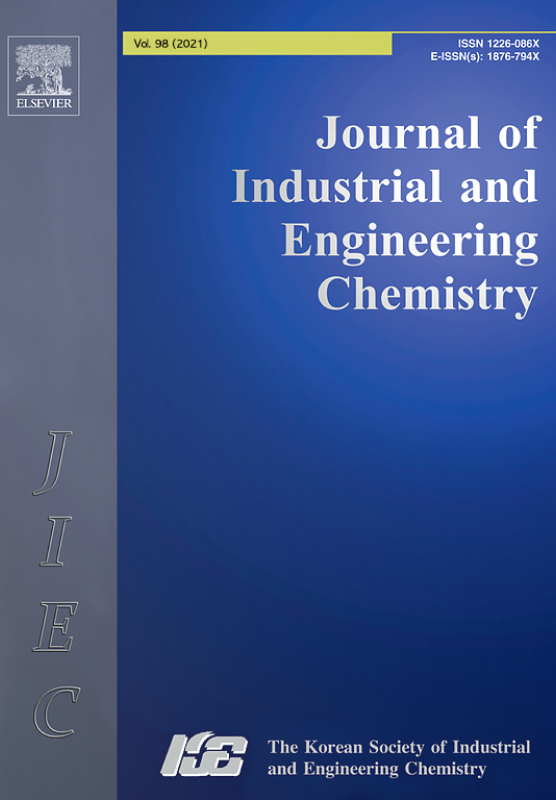 ELSEVIER
Vol. 98 (2021)
ISSN 1226-086X
E-ISSN(s): 1876-794X
Journal of
Industrial and
Engineering
Chemistry
JIEC
The Korean Society of Industrial
and Engineering Chemistry